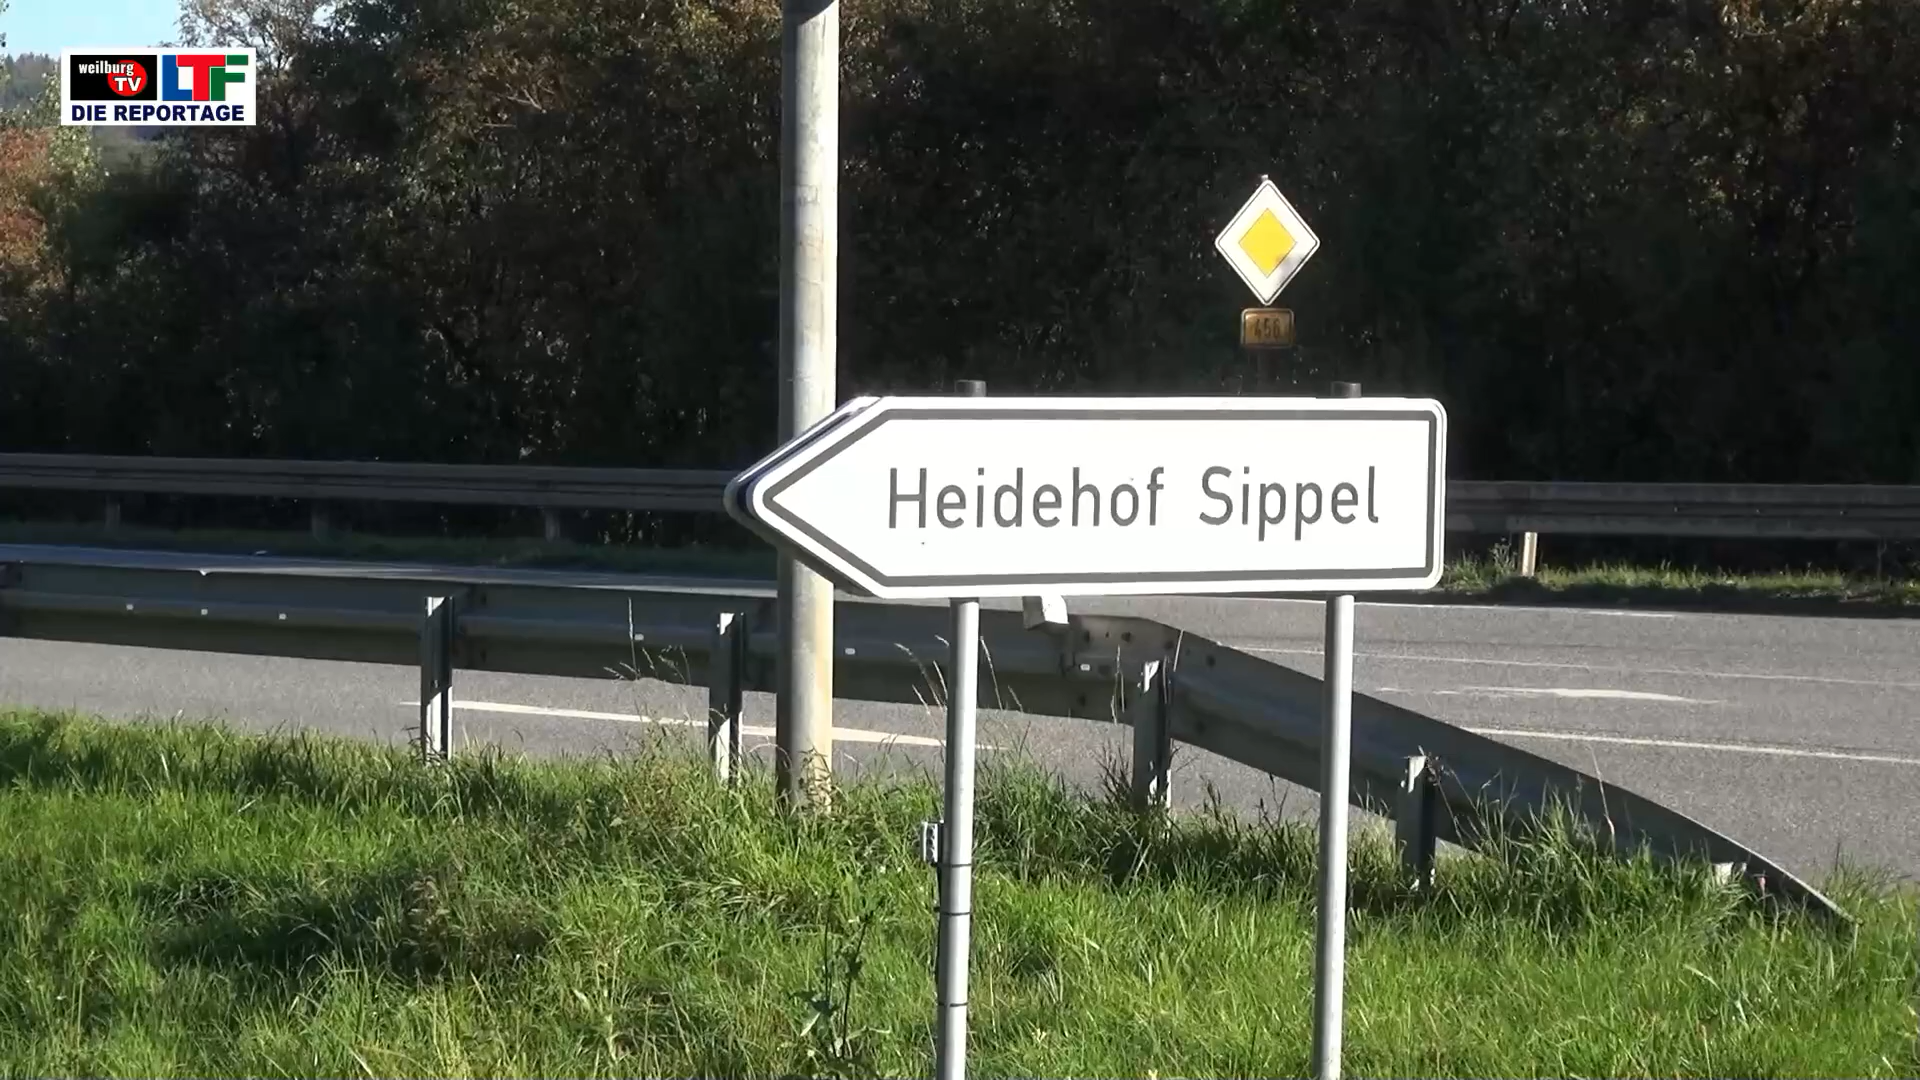 weilburg
TV
LTF
DIE REPORTAGE
456
Heidehof Sippel